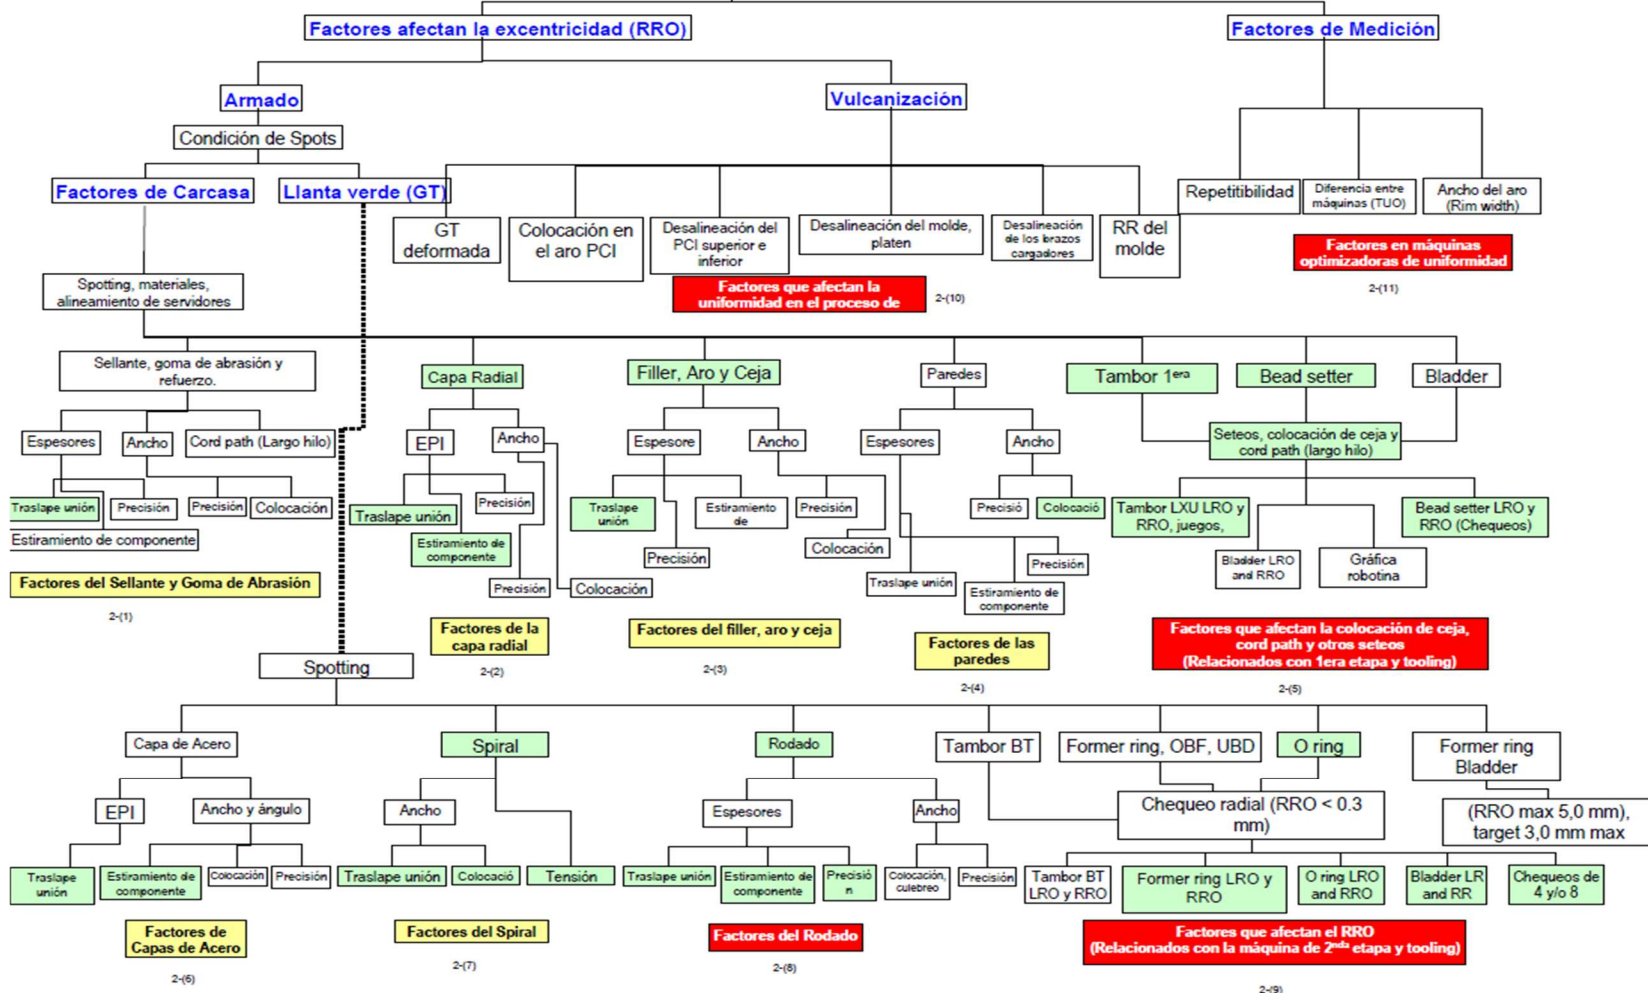 Factores afectan la excentricidad (RRO)
Factores de Medición
Armado
Vulcanización
Condición de Spots
Factores de Carcasa
Llanta verde (GT)
GT
deformada
Colocación en
el aro PCI
Desalineación del
PCI superior e
inferior
Desalineación del molde,
platen
Desalineación
de los brazos
cargadores
RR del
molde
Repetitibilidad
Diferencia entre
máquinas (TUO)
Ancho del aro
(Rim width)
Factores que afectan la
uniformidad en el proceso de
2-(10)
Factores en máquinas
optimizadoras de uniformidad
2-(11)
Spotting, materiales,
alineamiento de servidores
Sellante, goma de abrasión y
refuerzo.
Capa Radial
Filler, Aro y Ceja
Paredes
Tambor 1era
Bead setter
Bladder
Espesores
Ancho
Cord path (Largo hilo)
EPI
Ancho
Espesore
Ancho
Espesores
Ancho
Seteos, colocación de ceja y
cord path (largo hilo)
Traslape unión
Precisión
Precisión
Colocación
Estiramiento de componente
Traslape unión
Precisión
Estiramiento de
componente
Precisión
Colocación
Traslape
unión
Estiramiento
de
Precisión
Precisión
Colocación
Precisió
Colocació
Traslape unión
Precisión
Estiramiento de
componente
Tambor LXU LRO y
RRO, juegos,
Bead setter LRO y
RRO (Chequeos)
Bladder LRO
and RRO
Gráfica
robotina
Factores del Sellante y Goma de Abrasión
2-(1)
Factores de la
capa radial
2-(2)
Factores del filler, aro y ceja
2-(3)
Factores de las
paredes
2-(4)
Factores que afectan la colocación de ceja,
cord path y otros seteos
(Relacionados con 1era etapa y tooling)
2-(5)
Spotting
Capa de Acero
Spiral
Rodado
Tambor BT
Former ring, OBF, UBD
O ring
Former ring
Bladder
EPI
Ancho y ángulo
Ancho
Espesores
Ancho
Chequeo radial (RRO < 0.3
mm)
(RRO max 5,0 mm),
target 3,0 mm max
Traslape
unión
Estiramiento de
componente
Colocación
Precisión
Traslape unión
Colocació
Tensión
Traslape unión
Estiramiento de
componente
Precisió
n
Colocación,
culebreo
Precisión
Tambor BT
LRO y RRO
Former ring LRO y
RRO
O ring LRO
and RRO
Bladder LR
and RR
Chequeos de
4 y/o 8
Factores de
Capas de Acero
2-(6)
Factores del Spiral
2-(7)
Factores del Rodado
2-(8)
Factores que afectan el RRO
(Relacionados con la máquina de 2nda etapa y tooling)
2-(9)